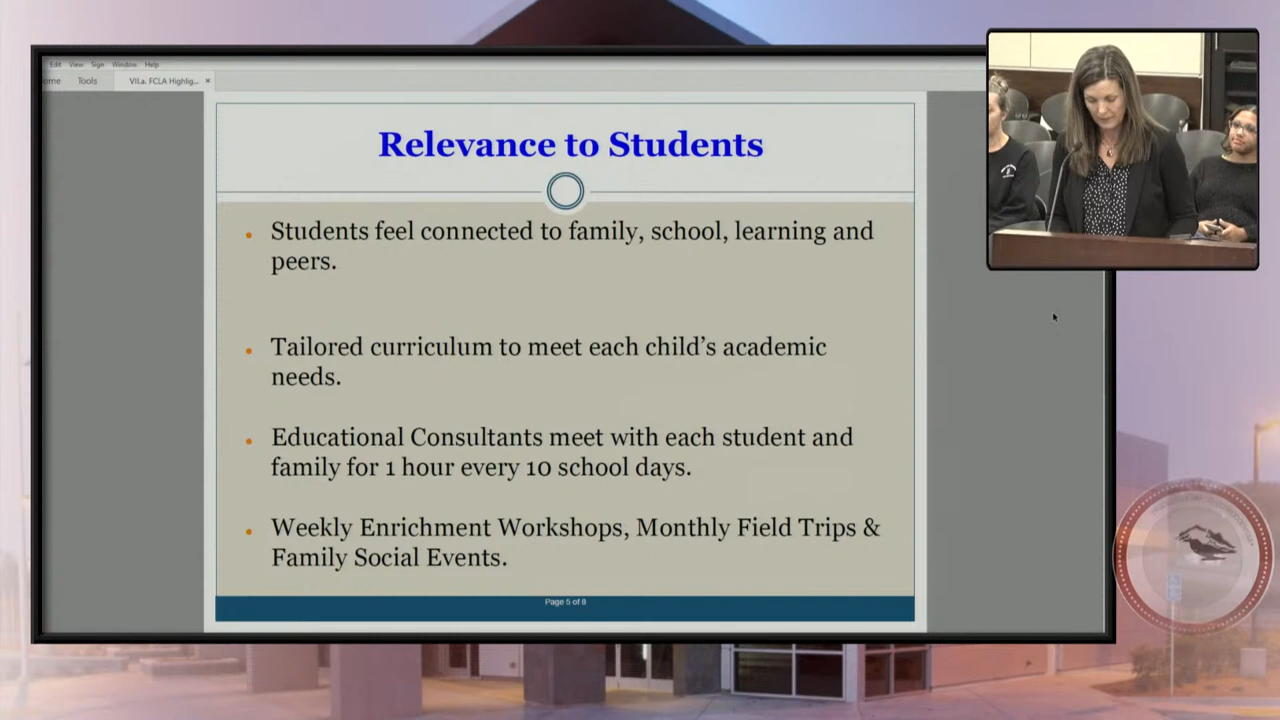 Edit View Sign Window Help
ome Tools VII.a. FCLA Highlig... ×
Relevance to Students
• Students feel connected to family, school, learning and
peers.
• Tailored curriculum to meet each child's academic
needs.
• Educational Consultants meet with each student and
family for 1 hour every 10 school days.
• Weekly Enrichment Workshops, Monthly Field Trips &
Family Social Events.
Page 5 of 8